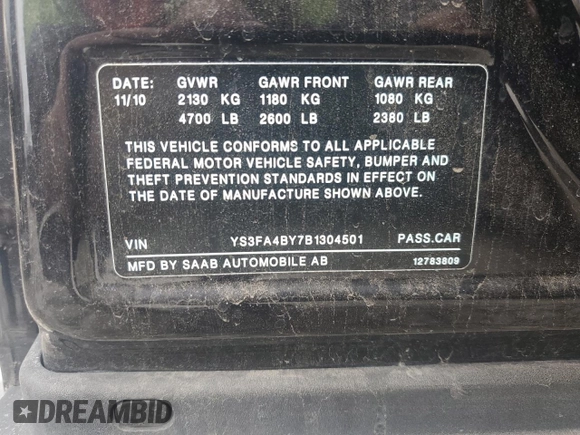 DATE: GVWR GAWR FRONT GAWR REAR
11/10 2130 KG 1180 KG 1080 KG
4700 LB 2600 LB 2380 LB
THIS VEHICLE CONFORMS TO ALL APPLICABLE
FEDERAL MOTOR VEHICLE SAFETY, BUMPER AND
THEFT PREVENTION STANDARDS IN EFFECT ON
THE DATE OF MANUFACTURE SHOWN ABOVE.
VIN YS3FA4BY7B1304501 PASS.CAR
MFD BY SAAB AUTOMOBILE AB 12783809
DREAMBID